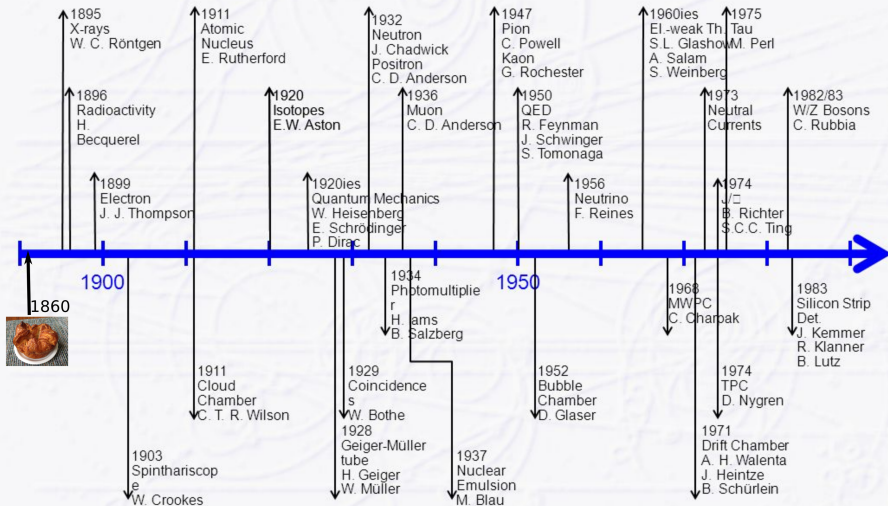 1895
X-rays
W. C. Röntgen
1911
Atomic
Nucleus
E. Rutherford
1932
Neutron
J. Chadwick
Positron
C. D. Anderson
1947
Pion
C. Powell
Kaon
G. Rochester
1960ies
El.-weak Th.
S.L. Glashow
A. Salam
S. Weinberg
1975
Tau
M. Perl
1896
Radioactivity
H.
Becquerel
1920
Isotopes
E.W. Aston
1936
Muon
C. D. Anderson
1950
QED
R. Feynman
J. Schwinger
S. Tomonaga
1973
Neutral
Currents
1982/83
W/Z Bosons
C. Rubbia
1899
Electron
J. J. Thompson
1920ies
Quantum Mechanics
W. Heisenberg
E. Schrödinger
P. Dirac
1956
Neutrino
F. Reines
1974
J/□
B. Richter
S.C.C. Ting
1900
1950
1860
1934
Photomultiplie
r
H. Iams
B. Salzberg
1968
MWPC
C. Charpak
1983
Silicon Strip
Det.
J. Kemmer
R. Klanner
B. Lutz
1911
Cloud
Chamber
C. T. R. Wilson
1929
Coincidence
s
W. Bothe
1952
Bubble
Chamber
D. Glaser
1974
TPC
D. Nygren
1903
Spinthariscop
e
W. Crookes
1928
Geiger-Müller
tube
H. Geiger
W. Müller
1937
Nuclear
Emulsion
M. Blau
1971
Drift Chamber
A. H. Walenta
J. Heintze
B. Schürlein